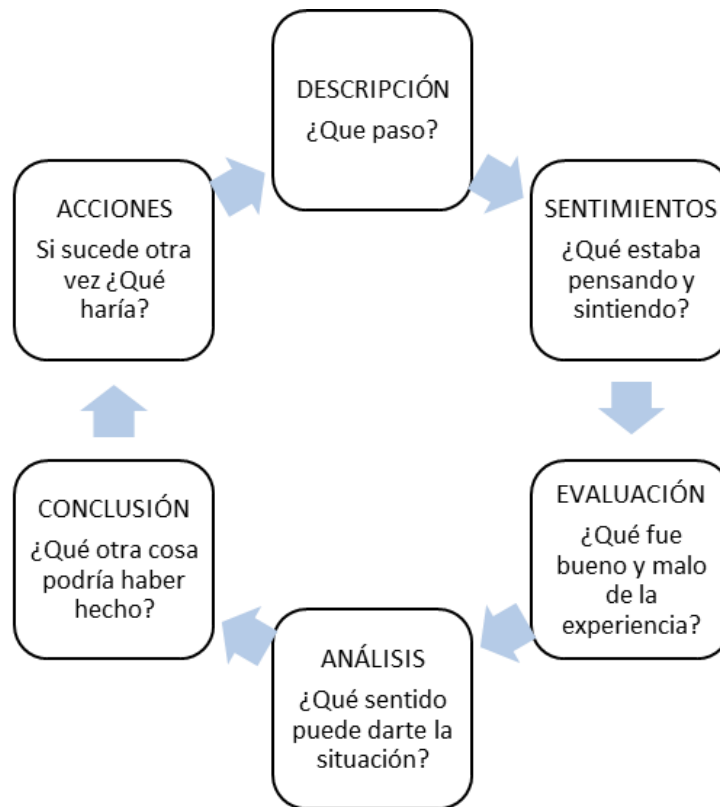 DESCRIPCIÓN
¿Que paso?
SENTIMIENTOS
¿Qué estaba
pensando y
sintiendo?
EVALUACIÓN
¿Qué fue
bueno y malo
de la
experiencia?
ANÁLISIS
¿Qué sentido
puede darte la
situación?
CONCLUSIÓN
¿Qué otra cosa
podría haber
hecho?
ACCIONES
Si sucede otra
vez ¿Qué
haría?